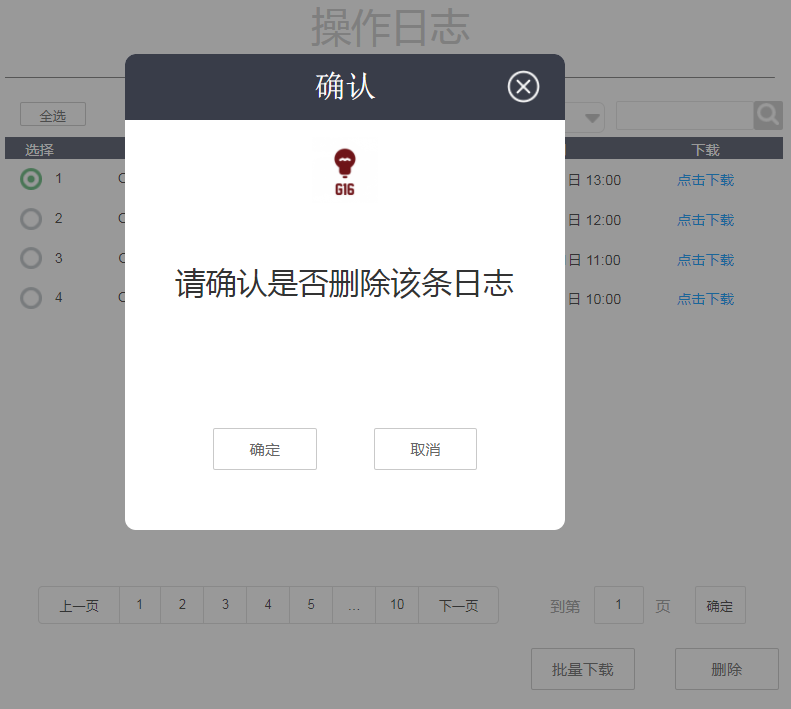 操作日志
确认
全选
选择 下载
G16
1 日 13:00 点击下载
2 日 12:00 点击下载
3 日 11:00 点击下载
4 日 10:00 点击下载
请确认是否删除该条日志
确定 取消
上一页 1 2 3 4 5 ... 10 下一页 到第 1 页 确定
批量下载 删除